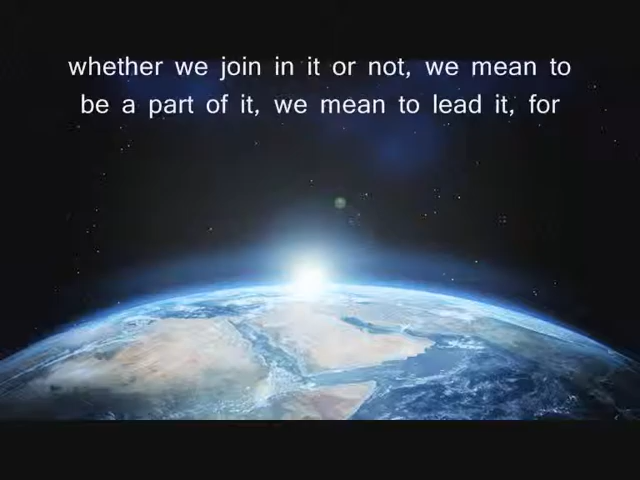 whether we join in it or not, we mean to
be a part of it, we mean to lead it, for